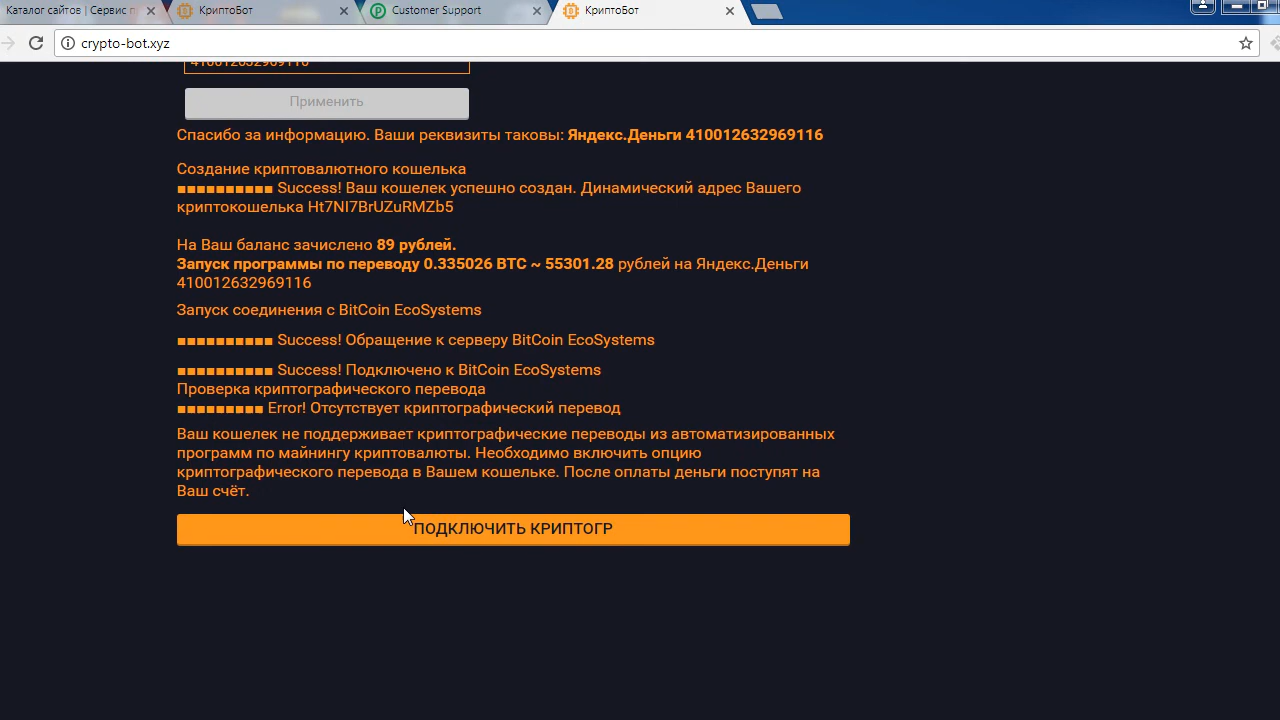 Каталог сайтов | Сервис п
КриптоБот
Customer Support
КриптоБот
crypto-bot.xyz
410012632969116
Применить
Спасибо за информацию. Ваши реквизиты таковы: Яндекс.Деньги 410012632969116
Создание криптовалютного кошелька
■■■■■■■■■■ Success! Ваш кошелек успешно создан. Динамический адрес Вашего
криптокошелька Ht7NI7BrUZuRMZb5
На Ваш баланс зачислено 89 рублей.
Запуск программы по переводу 0.335026 BTC ~ 55301.28 рублей на Яндекс.Деньги
410012632969116
Запуск соединения с BitCoin EcoSystems
■■■■■■■■■■ Success! Обращение к серверу BitCoin EcoSystems
■■■■■■■■■■ Success! Подключено к BitCoin EcoSystems
Проверка криптографического перевода
■■■■■■■■■ Error! Отсутствует криптографический перевод
Ваш кошелек не поддерживает криптографические переводы из автоматизированных
программ по майнингу криптовалюты. Необходимо включить опцию
криптографического перевода в Вашем кошельке. После оплаты деньги поступят на
Ваш счёт.
ПОДКЛЮЧИТЬ КРИПТОГР